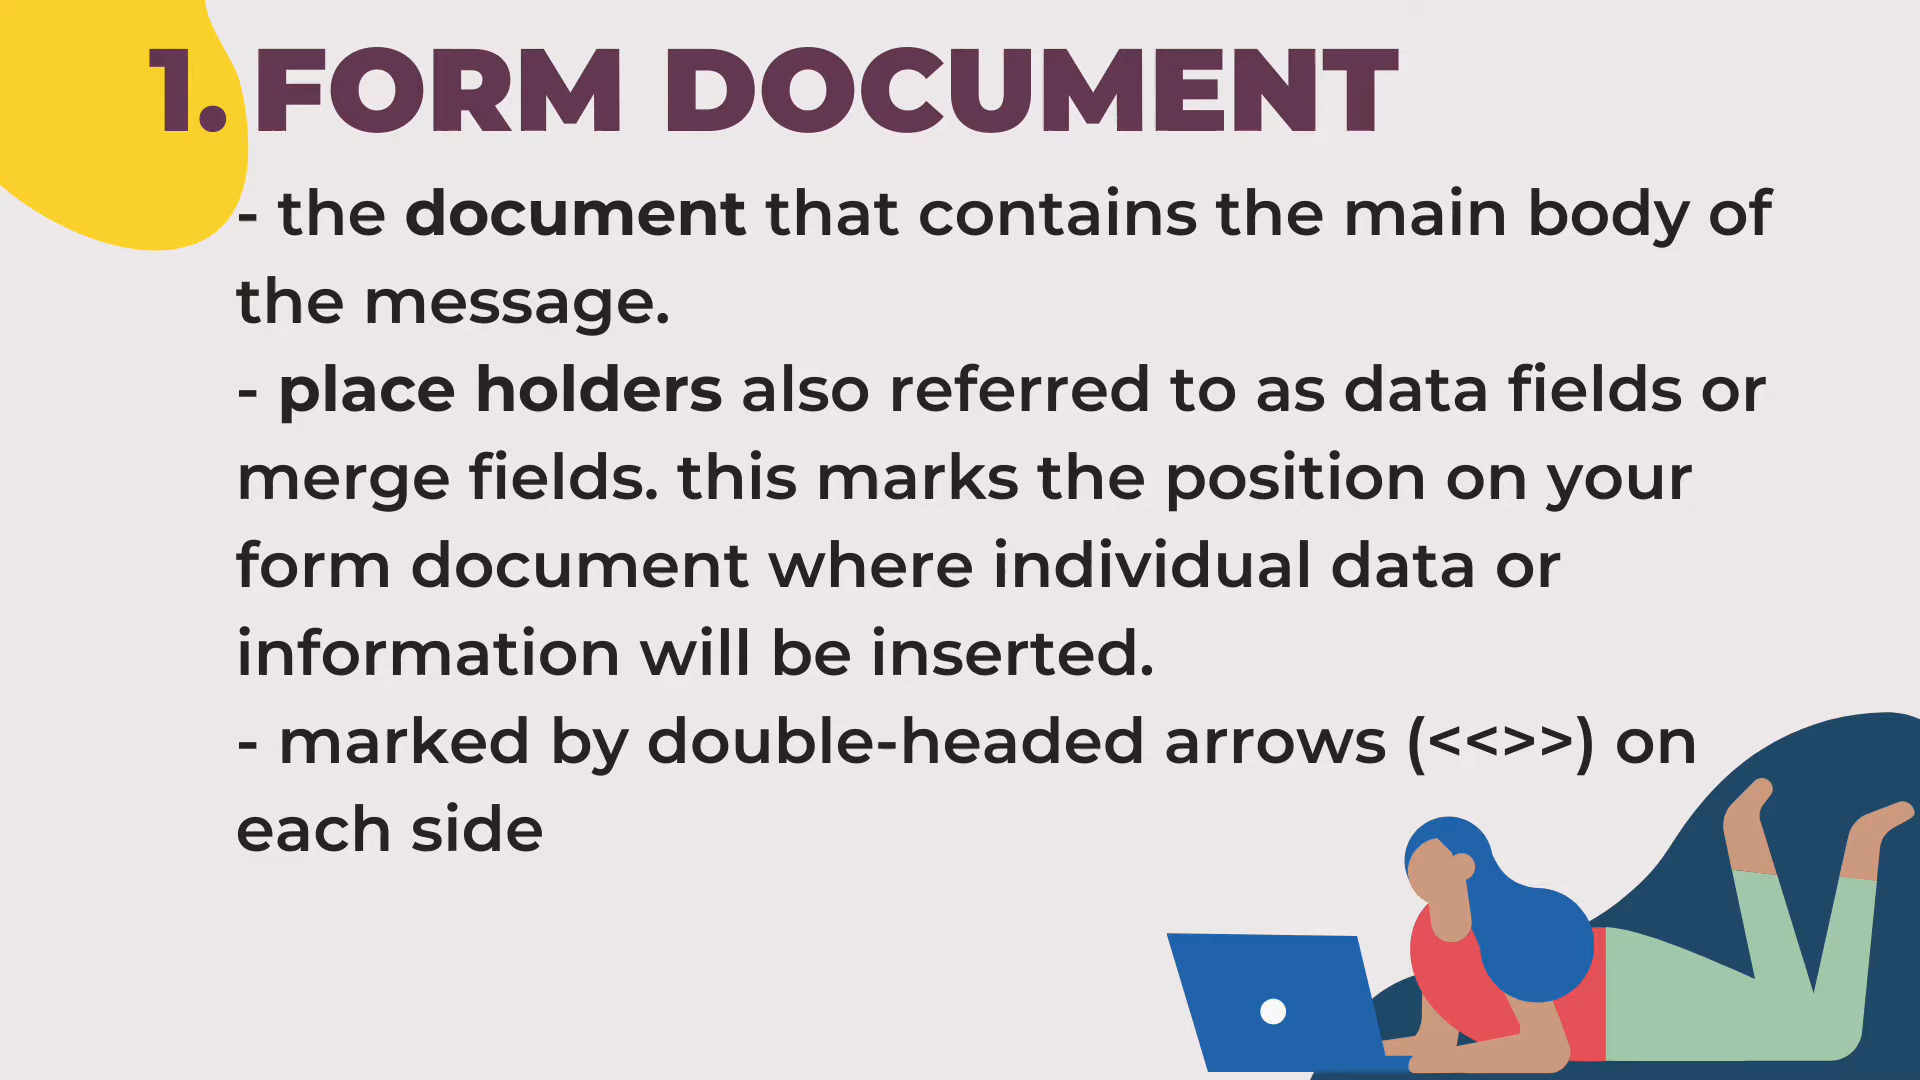 1. FORM DOCUMENT
- the document that contains the main body of
the message.
- place holders also referred to as data fields or
merge fields. this marks the position on your
form document where individual data or
information will be inserted.
- marked by double-headed arrows (<<>>) on
each side